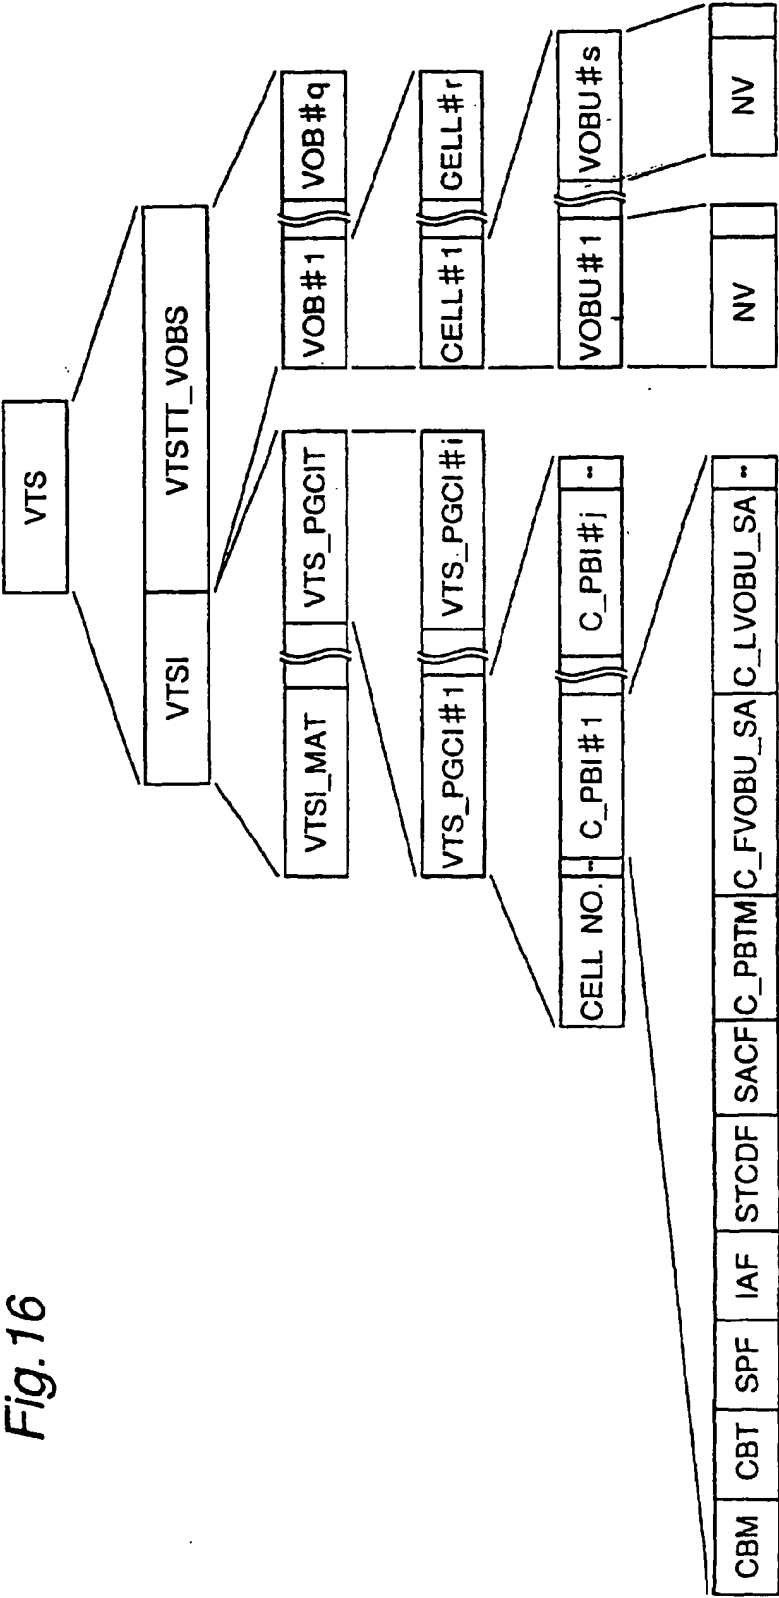 Fig.16
VTS
VTSI VTSTT_VOBS
VTSI_MAT VTS_PGCIT VOB#1 VOB#q
VTS_PGCI#1 VTS_PGCI#i CELL#1 CELL#r
CELL NO. -- C_PBI#1 C_PBI#j -- VOBU#1 VOBU#s
CBM CBT SPF IAF STCDF SACF C_PBTM C_FVOBU_SA C_LVOBU_SA -- NV NV